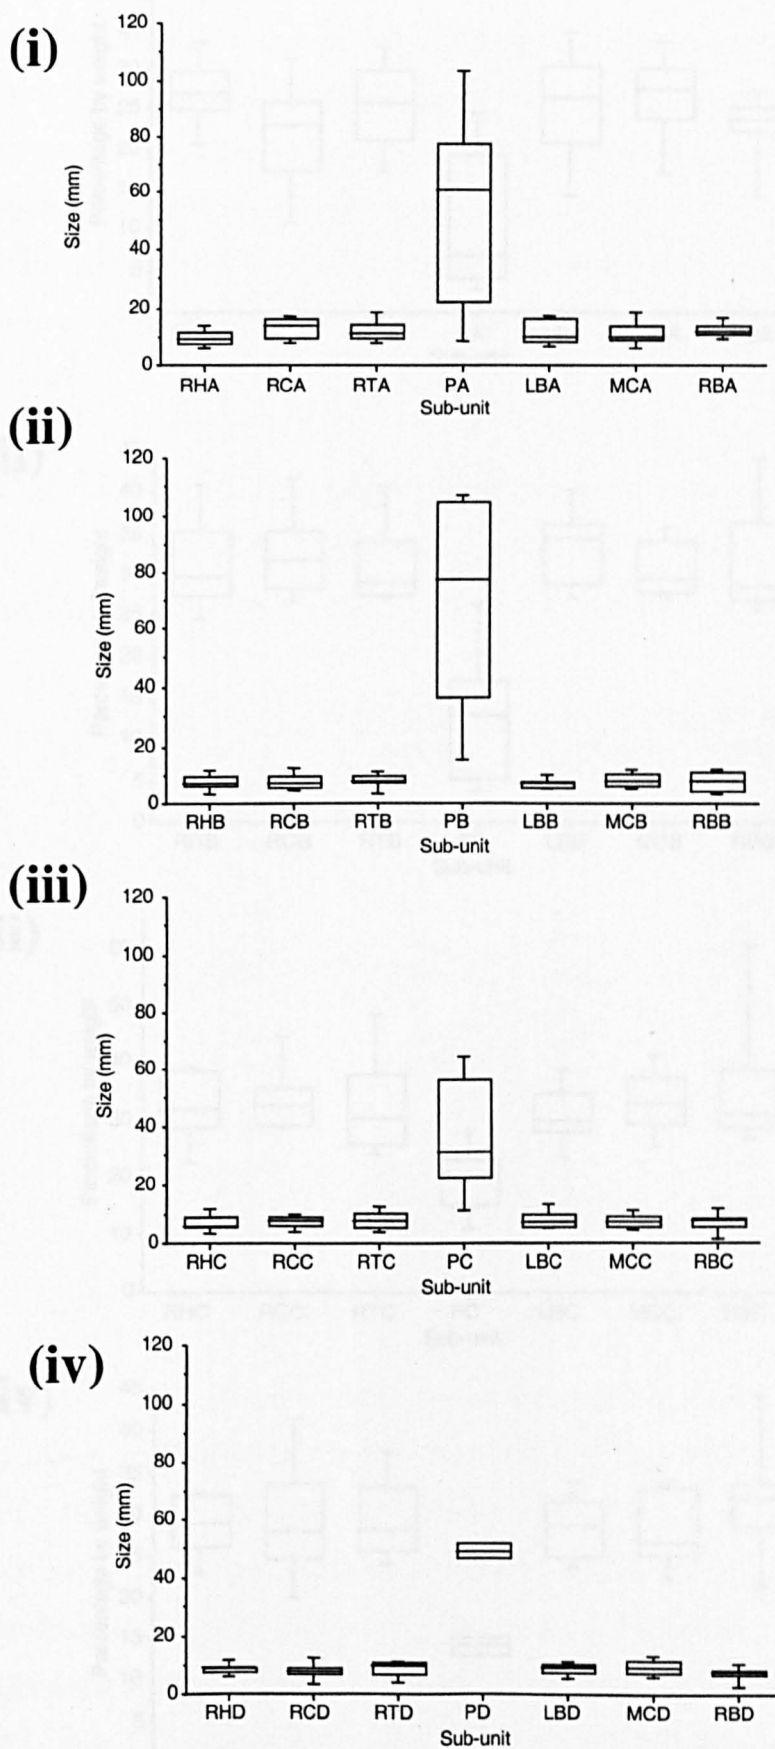 (i)
120
100
80
60
40
20
0
Size (mm)
RHA RCA RTA PA LBA MCA RBA
Sub-unit
(ii)
120
100
80
60
40
20
0
Size (mm)
RHB RCB RTB PB LBB MCB RBB
Sub-unit
(iii)
120
100
80
60
40
20
0
Size (mm)
RHC RCC RTC PC LBC MCC RBC
Sub-unit
(iv)
120
100
80
60
40
20
0
Size (mm)
RHD RCD RTD PD LBD MCD RBD
Sub-unit